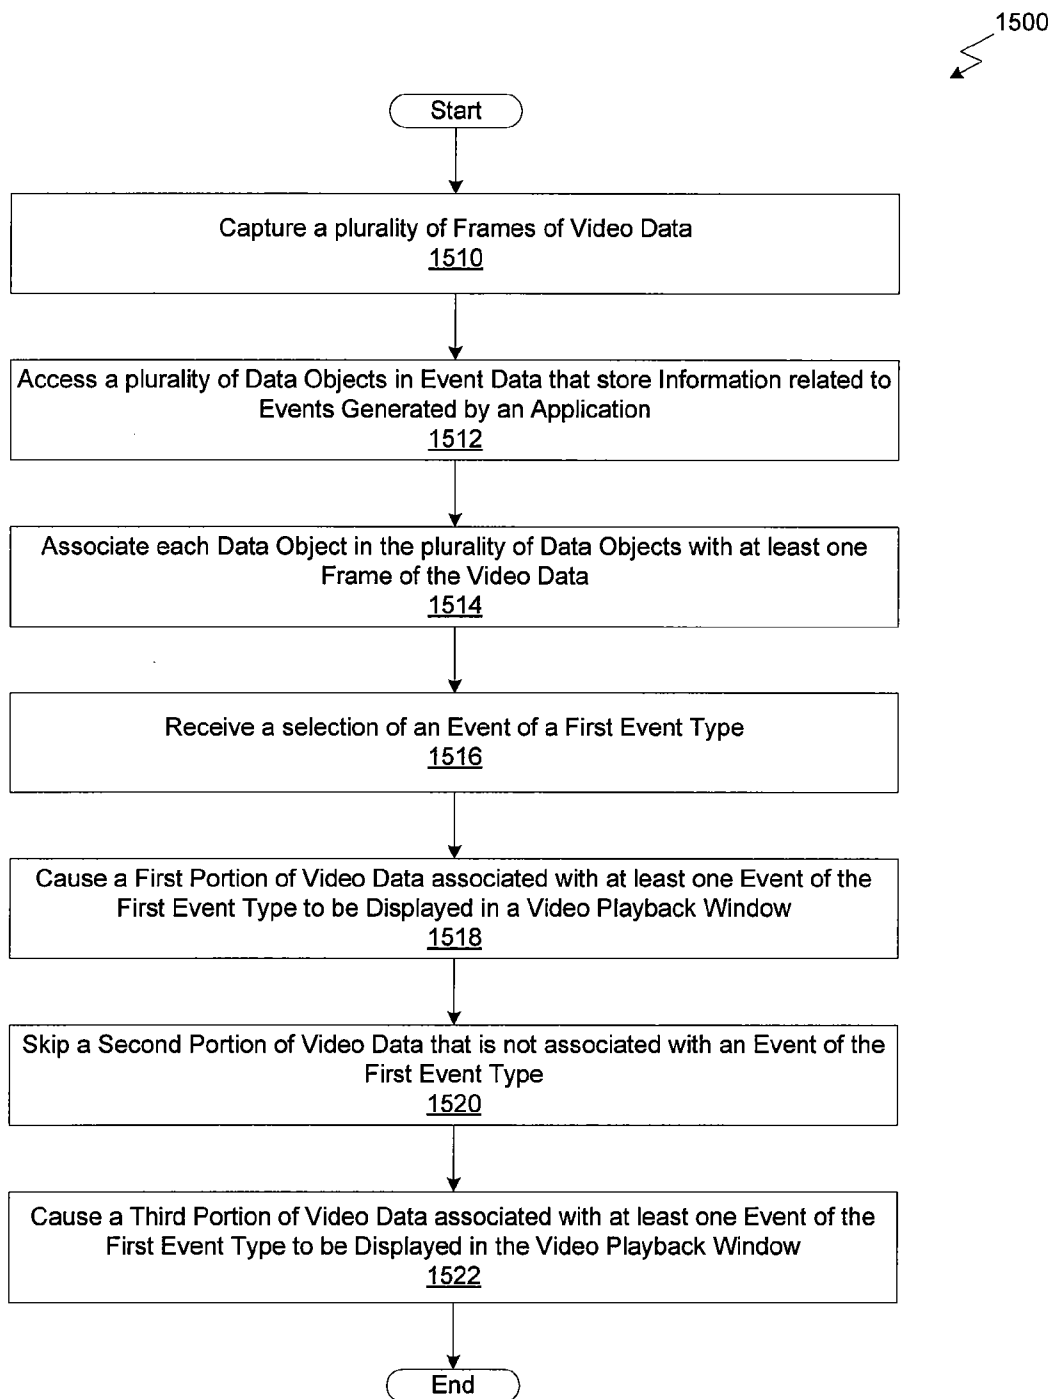 1500
Start
Capture a plurality of Frames of Video Data
1510
Access a plurality of Data Objects in Event Data that store Information related to
Events Generated by an Application
1512
Associate each Data Object in the plurality of Data Objects with at least one
Frame of the Video Data
1514
Receive a selection of an Event of a First Event Type
1516
Cause a First Portion of Video Data associated with at least one Event of the
First Event Type to be Displayed in a Video Playback Window
1518
Skip a Second Portion of Video Data that is not associated with an Event of the
First Event Type
1520
Cause a Third Portion of Video Data associated with at least one Event of the
First Event Type to be Displayed in the Video Playback Window
1522
End